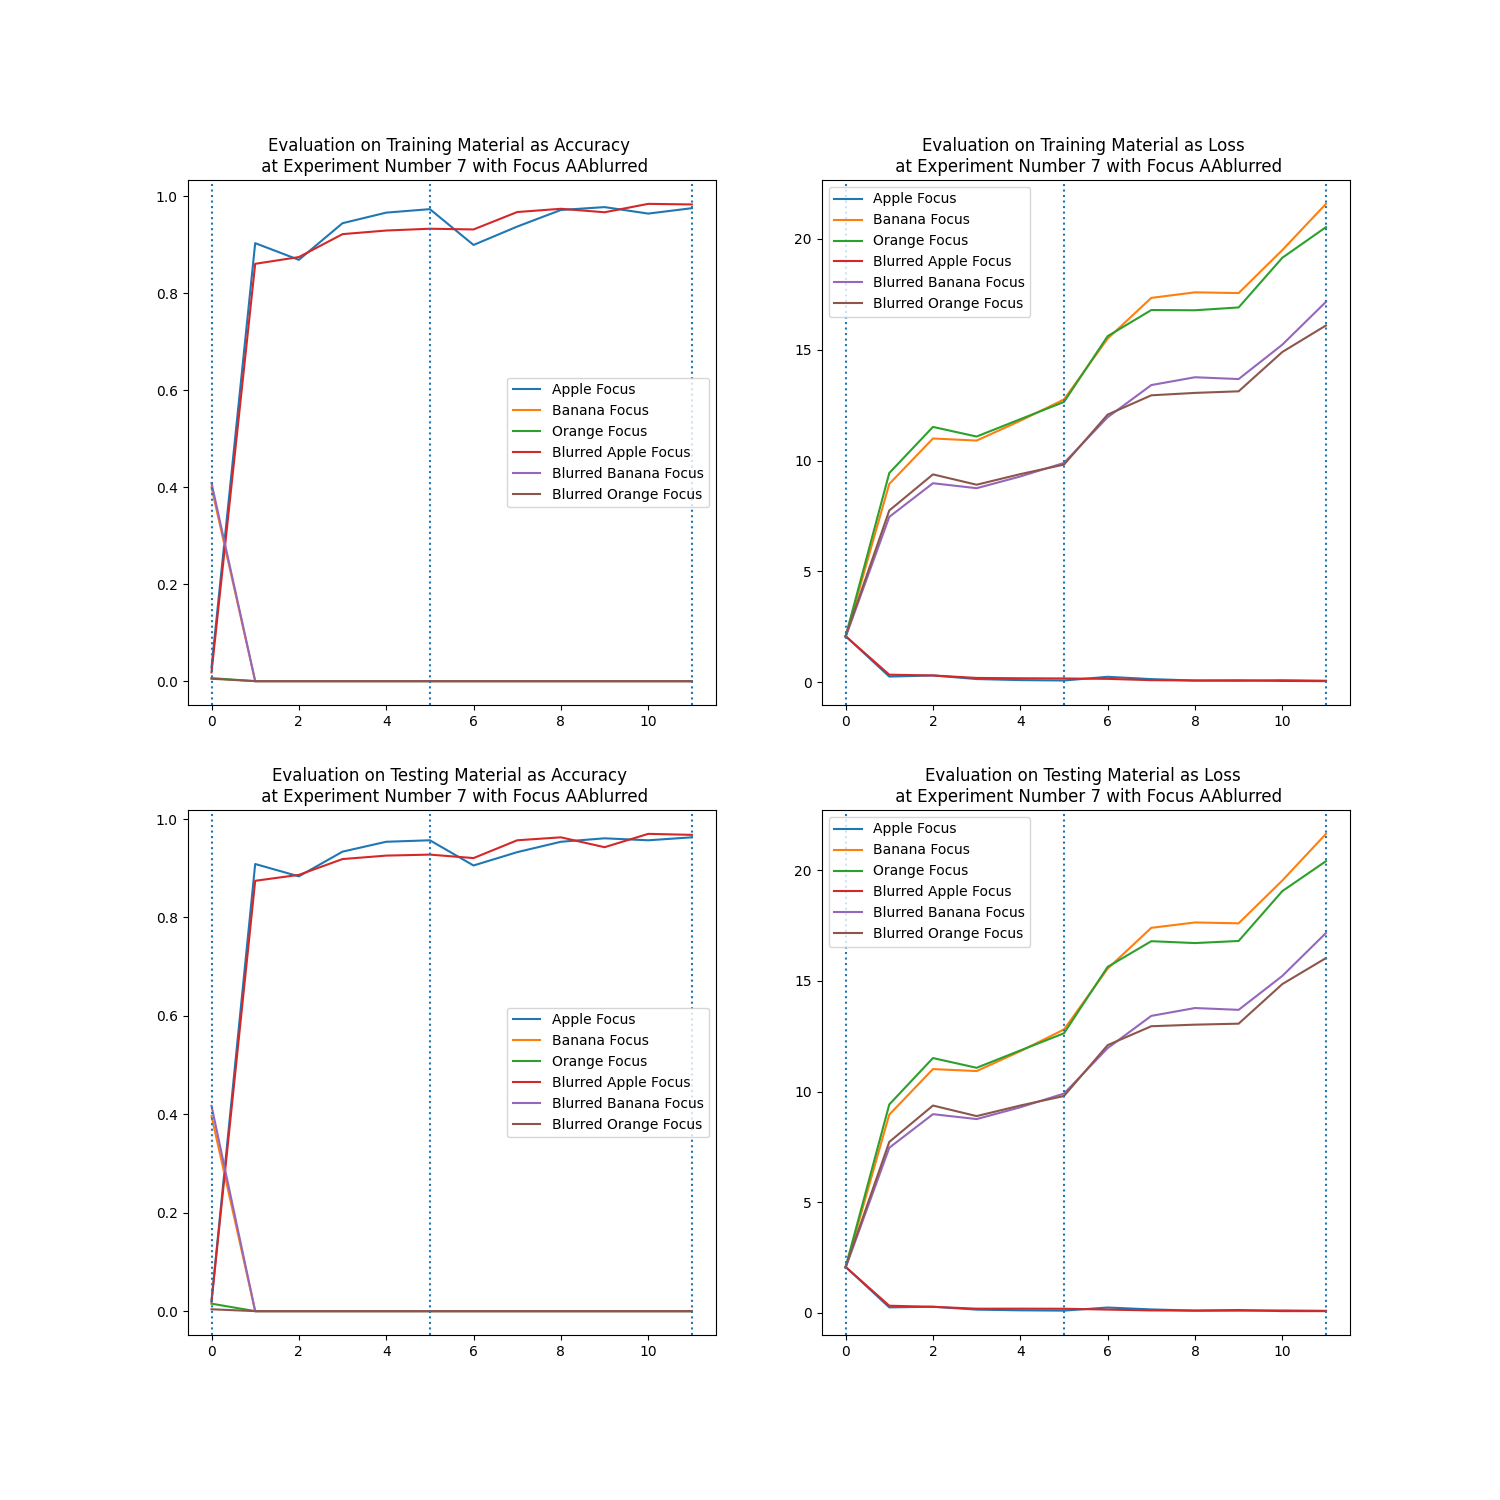 Evaluation on Training Material as Accuracy
at Experiment Number 7 with Focus AAblurred
1.0
0.8
0.6
0.4
0.2
0.0
Apple Focus
Banana Focus
Orange Focus
Blurred Apple Focus
Blurred Banana Focus
Blurred Orange Focus
0 2 4 6 8 10
Evaluation on Training Material as Loss
at Experiment Number 7 with Focus AAblurred
Apple Focus
Banana Focus
Orange Focus
Blurred Apple Focus
Blurred Banana Focus
Blurred Orange Focus
20
15
10
5
0
0 2 4 6 8 10
Evaluation on Testing Material as Accuracy
at Experiment Number 7 with Focus AAblurred
1.0
0.8
0.6
0.4
0.2
0.0
Apple Focus
Banana Focus
Orange Focus
Blurred Apple Focus
Blurred Banana Focus
Blurred Orange Focus
0 2 4 6 8 10
Evaluation on Testing Material as Loss
at Experiment Number 7 with Focus AAblurred
Apple Focus
Banana Focus
Orange Focus
Blurred Apple Focus
Blurred Banana Focus
Blurred Orange Focus
20
15
10
5
0
0 2 4 6 8 10